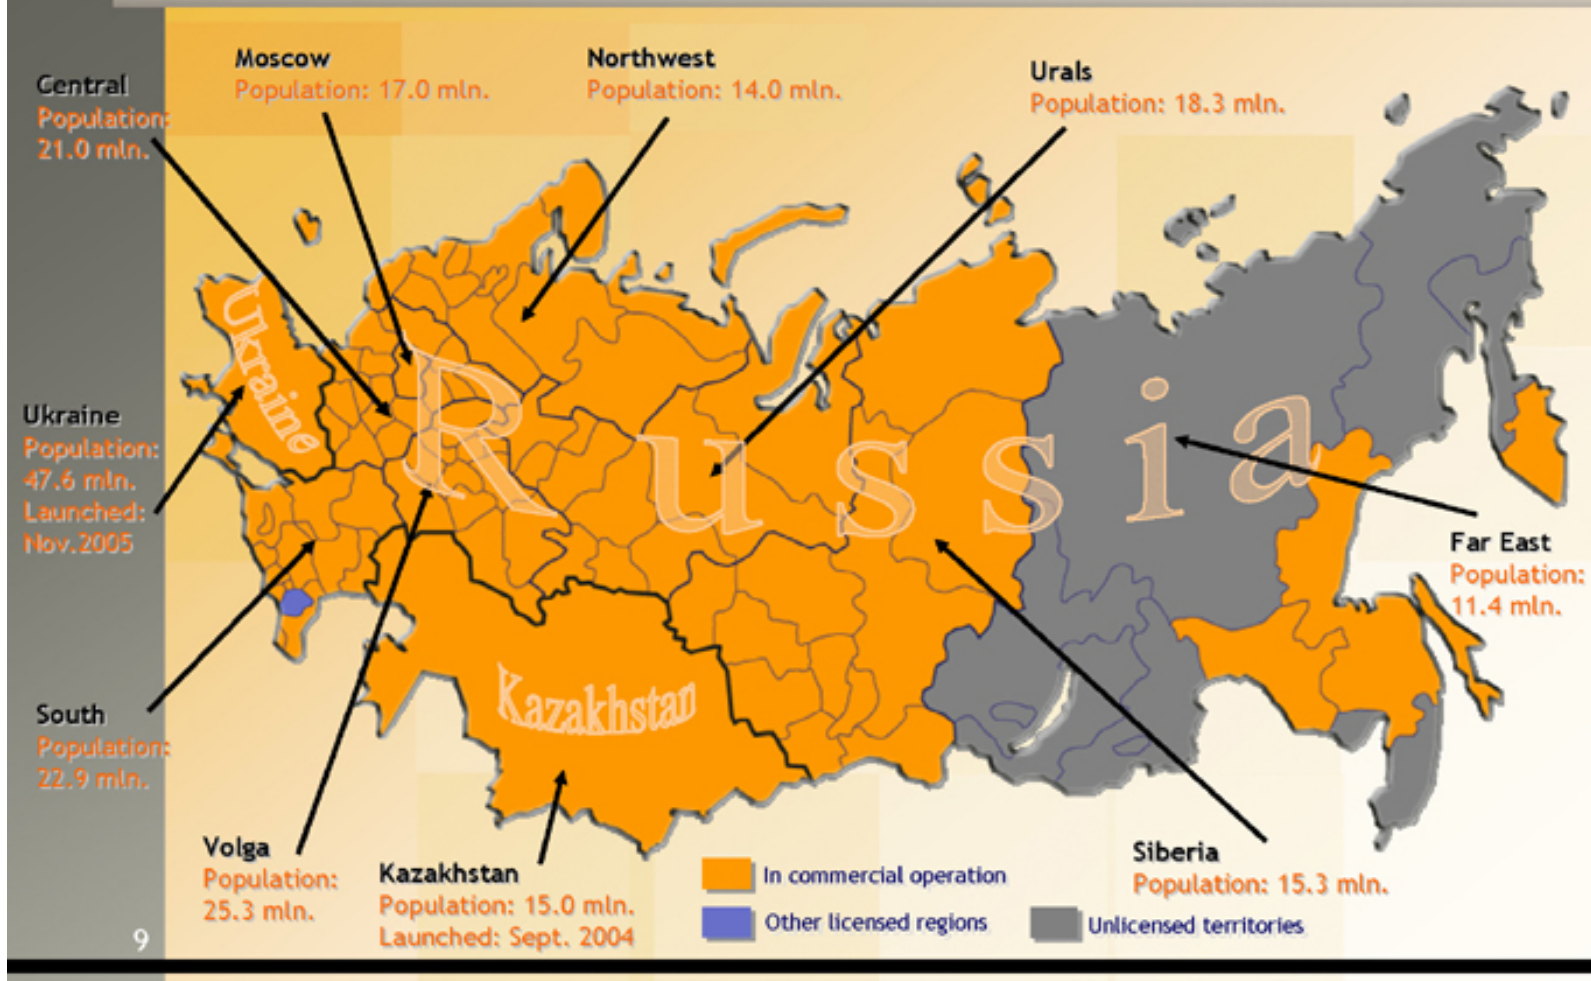 Moscow
Population: 17.0 mln.
Northwest
Population: 14.0 mln.
Urals
Population: 18.3 mln.
Central
Population:
21.0 mln.
Ukraine
Russia
Ukraine
Population:
47.6 mln.
Launched:
Nov.2005
Far East
Population:
11.4 mln.
Kazakhstan
South
Population:
22.9 mln.
Volga
Population:
25.3 mln.
Kazakhstan
Population: 15.0 mln.
Launched: Sept. 2004
Siberia
Population: 15.3 mln.
In commercial operation
Other licensed regions
Unlicensed territories
9